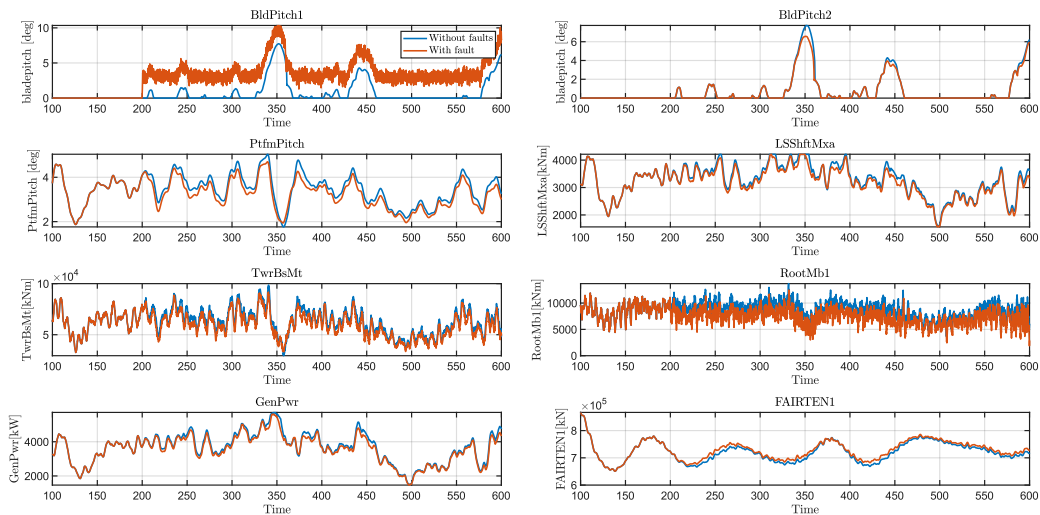 BldPitch1
bladepitch [deg]
10
5
0
100 150 200 250 300 350 400 450 500 550 600
Time
Without faults
With fault
BldPitch2
bladepitch [deg]
6
4
2
0
100 150 200 250 300 350 400 450 500 550 600
Time
PtfmPitch
PtfmPitch [deg]
4
2
100 150 200 250 300 350 400 450 500 550 600
Time
LSShftMxa
LSShftMxa[kNm]
4000
3000
2000
100 150 200 250 300 350 400 450 500 550 600
Time
TwrBsMt
×10⁴
TwrBsMt[kNm]
5
100 150 200 250 300 350 400 450 500 550 600
Time
RootMb1
RootMb1[kNm]
10000
5000
0
100 150 200 250 300 350 400 450 500 550 600
Time
GenPwr
GenPwr[kW]
4000
2000
100 150 200 250 300 350 400 450 500 550 600
Time
FAIRTEN1
×10⁵
FAIRTEN1[kN]
8
7
6
100 150 200 250 300 350 400 450 500 550 600
Time